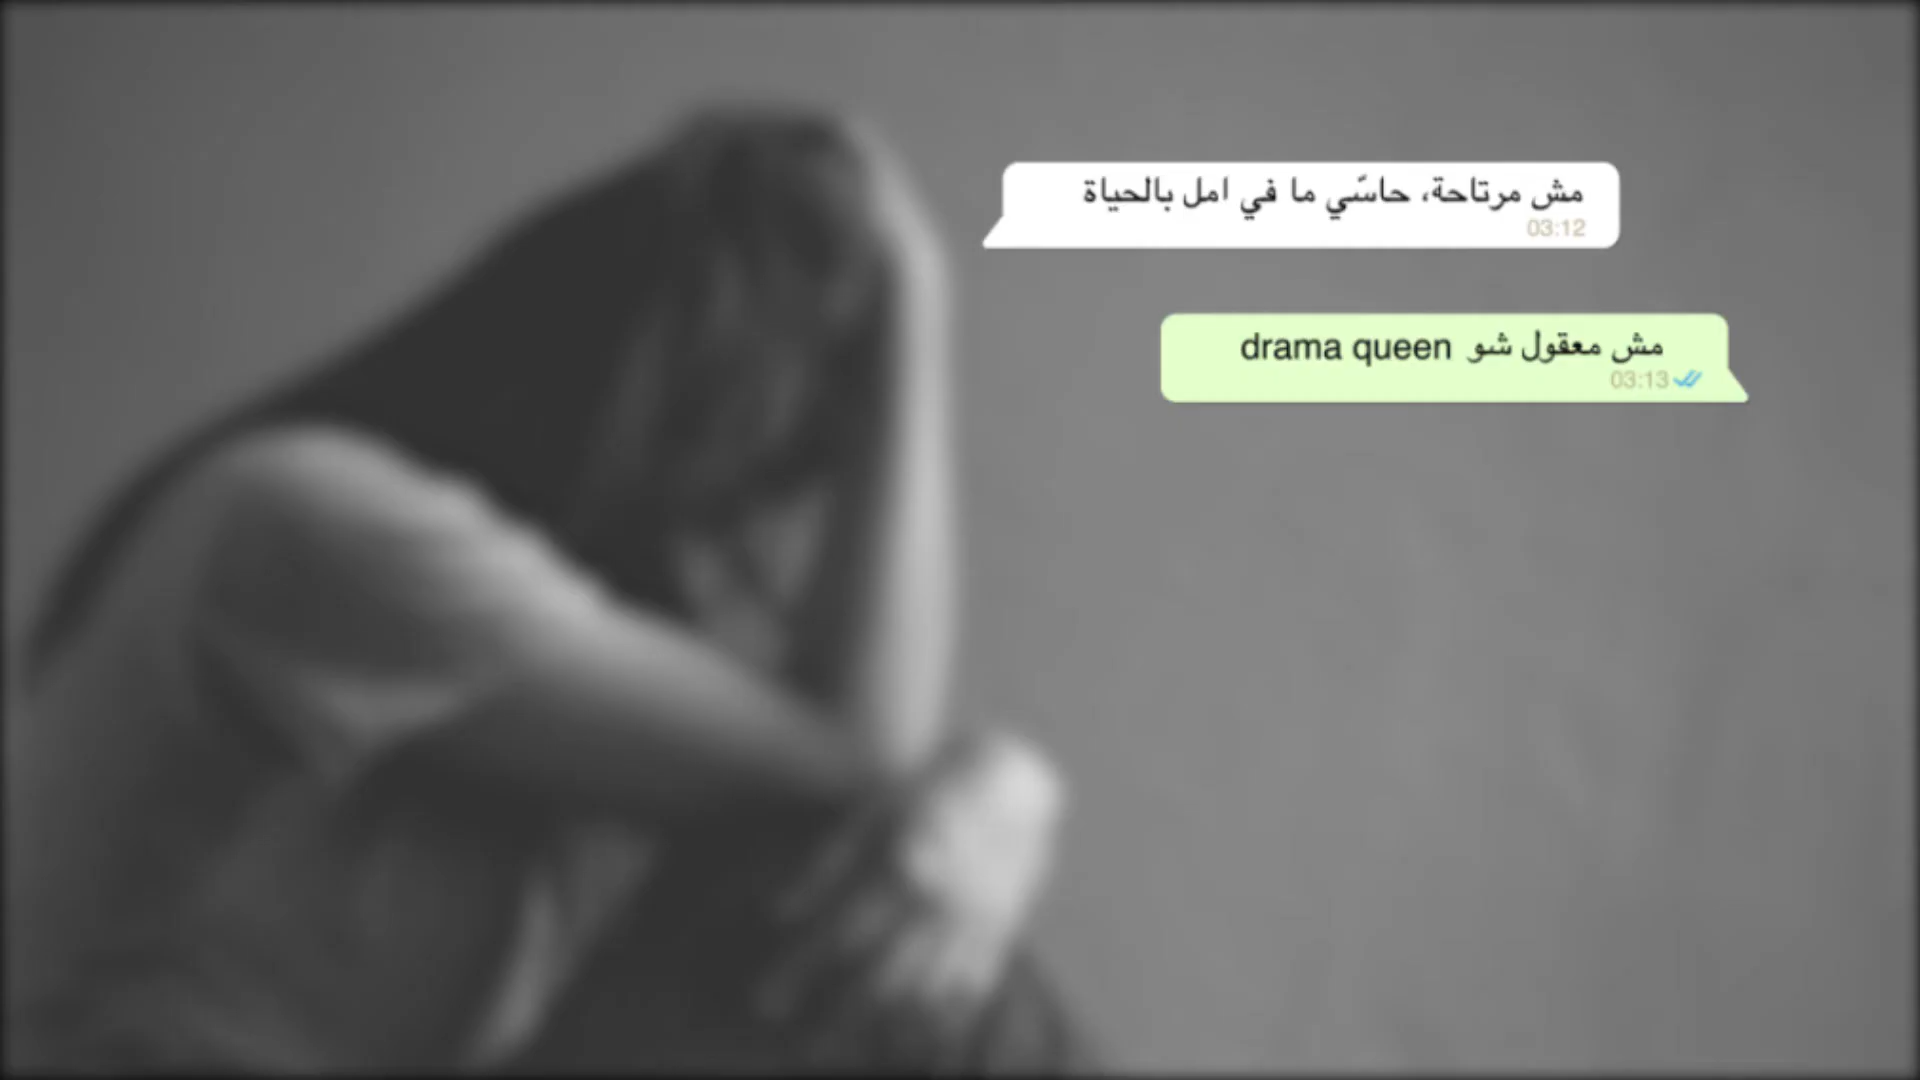 مش مرتاحة، حاسّي ما في امل بالحياة
03:12
مش معقول شو drama queen
03:13